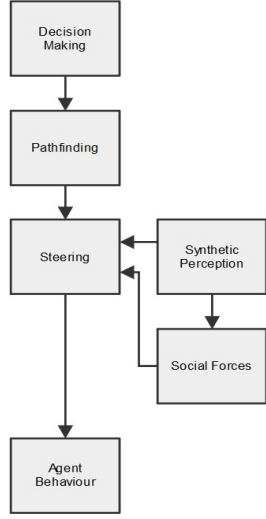 Decision
Making
Pathfinding
Steering
Synthetic
Perception
Social Forces
Agent
Behaviour